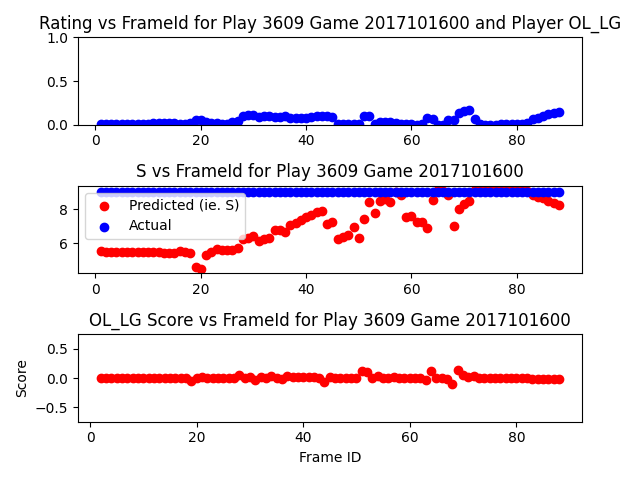 Rating vs FrameId for Play 3609 Game 2017101600 and Player OL_LG
1.0
0.5
0.0
0 20 40 60 80
S vs FrameId for Play 3609 Game 2017101600
8
6
Predicted (ie. S)
Actual
0 20 40 60 80
OL_LG Score vs FrameId for Play 3609 Game 2017101600
Score
0.5
0.0
−0.5
0 20 40 60 80
Frame ID